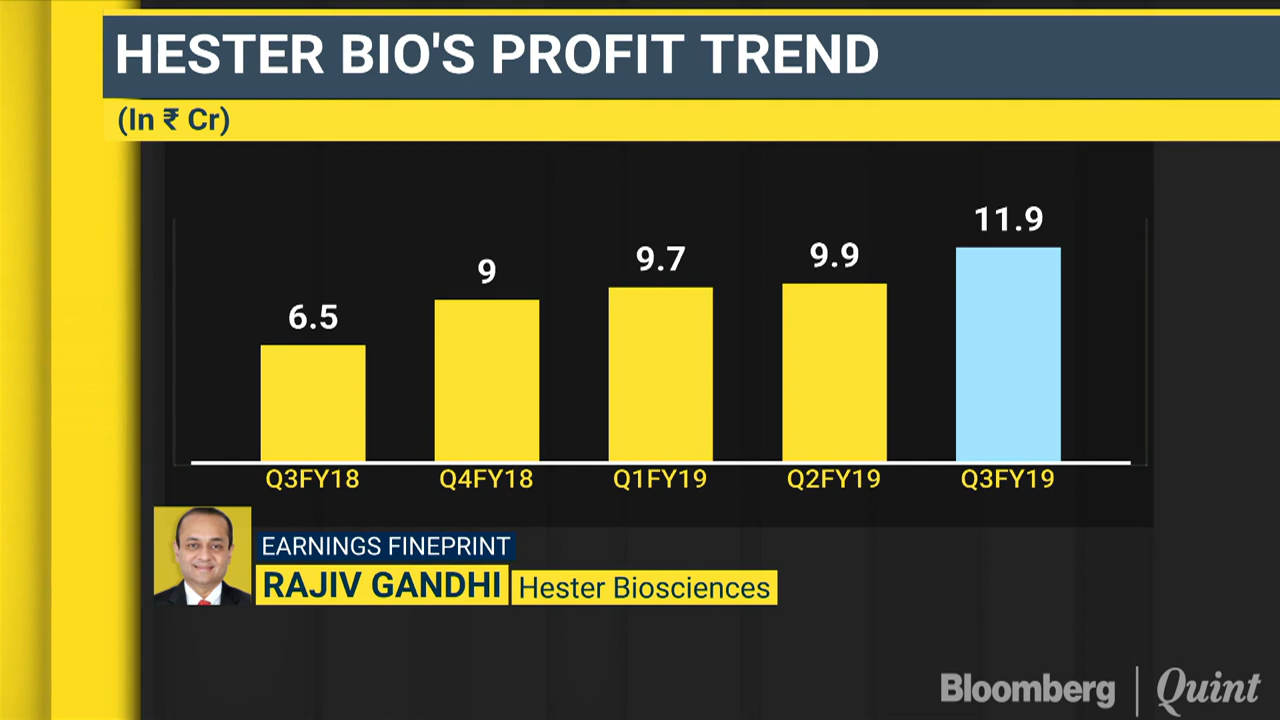 HESTER BIO'S PROFIT TREND
(In ₹ Cr)
6.5
9
9.7
9.9
11.9
Q3FY18
Q4FY18
Q1FY19
Q2FY19
Q3FY19
EARNINGS FINEPRINT
RAJIV GANDHI Hester Biosciences
Bloomberg | Quint